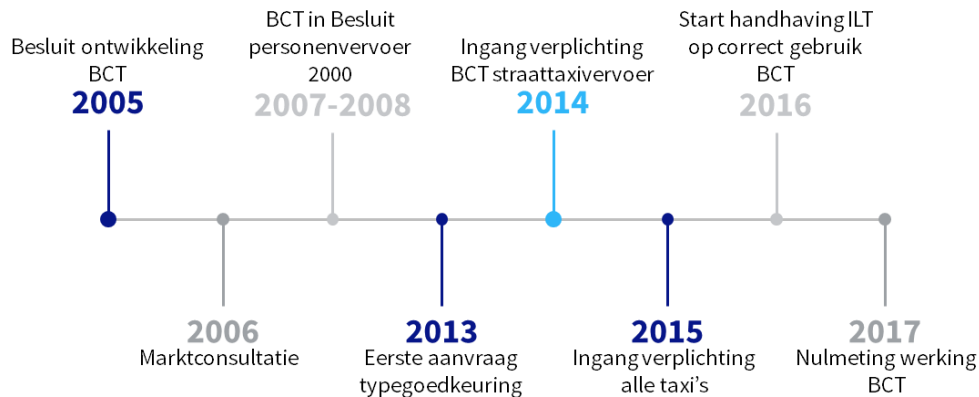 Besluit ontwikkeling
BCT
2005
BCT in Besluit
personenvervoer
2000
2007-2008
Ingang verplichting
BCT straattaxivervoer
2014
Start handhaving ILT
op correct gebruik
BCT
2016
2006
Marktconsultatie
2013
Eerste aanvraag
typegoedkeuring
2015
Ingang verplichting
alle taxi's
2017
Nulmeting werking
BCT